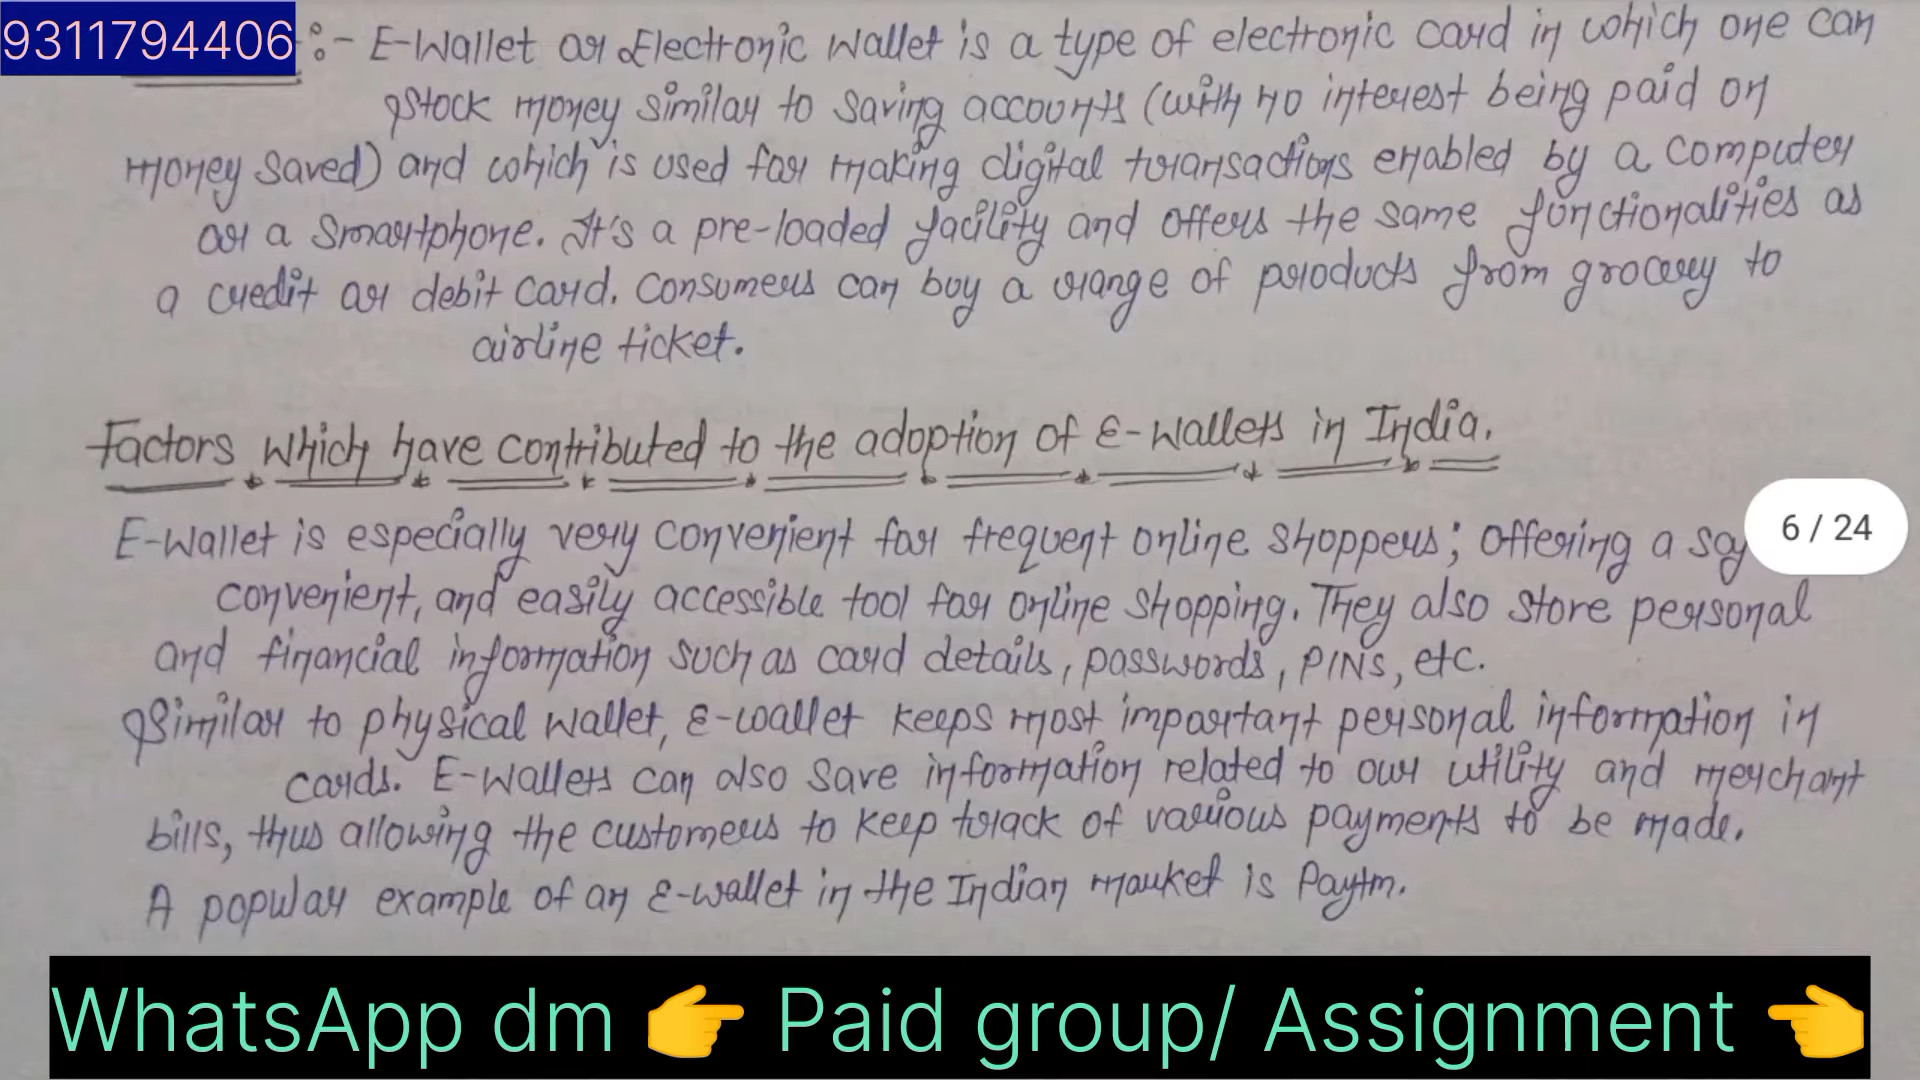 9311794406 :- E-Wallet or Electronic Wallet is a type of electronic card in which one can
stock money similar to saving accounts (with no interest being paid on
money saved) and which is used for making digital transactions enabled by a computer
or a smartphone. It's a pre-loaded facility and offers the same functionalities as
a credit or debit card. Consumers can buy a range of products from grocery to
airline ticket.
Factors which have contributed to the adoption of E-wallets in India.
E-Wallet is especially very convenient for frequent online shoppers; offering a
6 / 24
convenient, and easily accessible tool for online shopping. They also store personal
and financial information such as card details, passwords, PINs, etc.
Similar to physical wallet, E-wallet keeps most important personal information in
cards. E-Wallets can also save information related to our utility and merchant
bills, thus allowing the customers to keep track of various payments to be made.
A popular example of an E-wallet in the Indian market is Paytm.
WhatsApp dm 👉 Paid group/ Assignment 👈